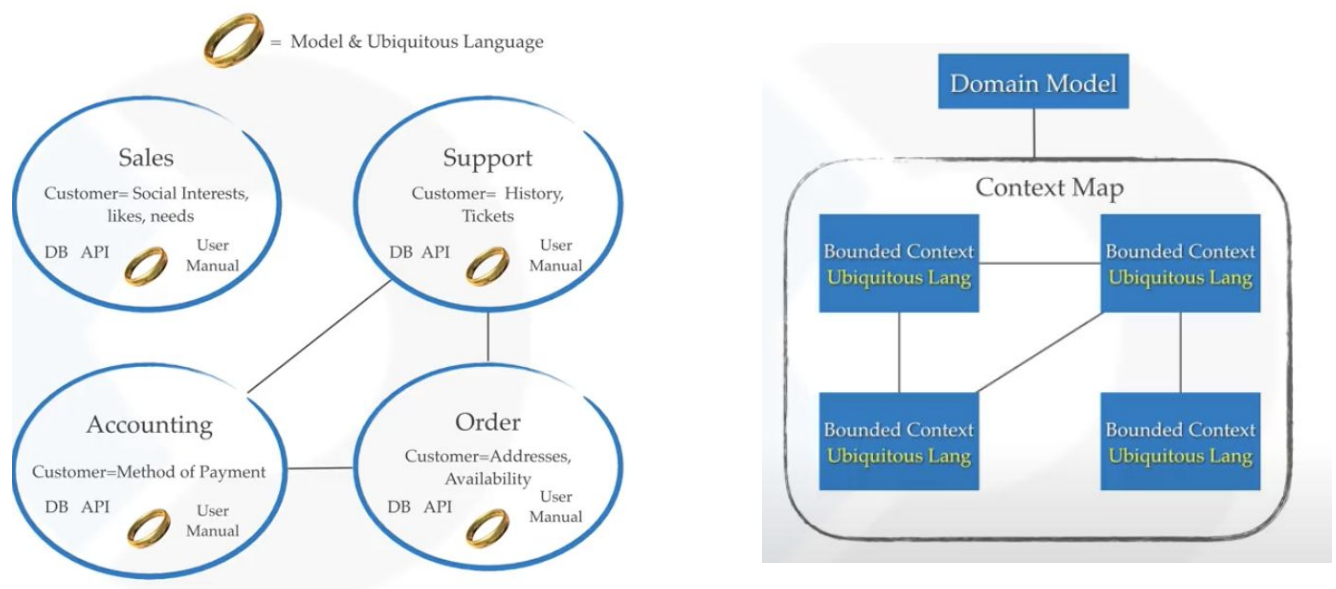 = Model & Ubiquitous Language
Sales
Customer= Social Interests,
likes, needs
DB API
User
Manual
Support
Customer= History,
Tickets
DB API
User
Manual
Accounting
Customer=Method of Payment
DB API
User
Manual
Order
Customer=Addresses,
Availability
DB API
User
Manual
Domain Model
Context Map
Bounded Context
Ubiquitous Lang
Bounded Context
Ubiquitous Lang
Bounded Context
Ubiquitous Lang
Bounded Context
Ubiquitous Lang